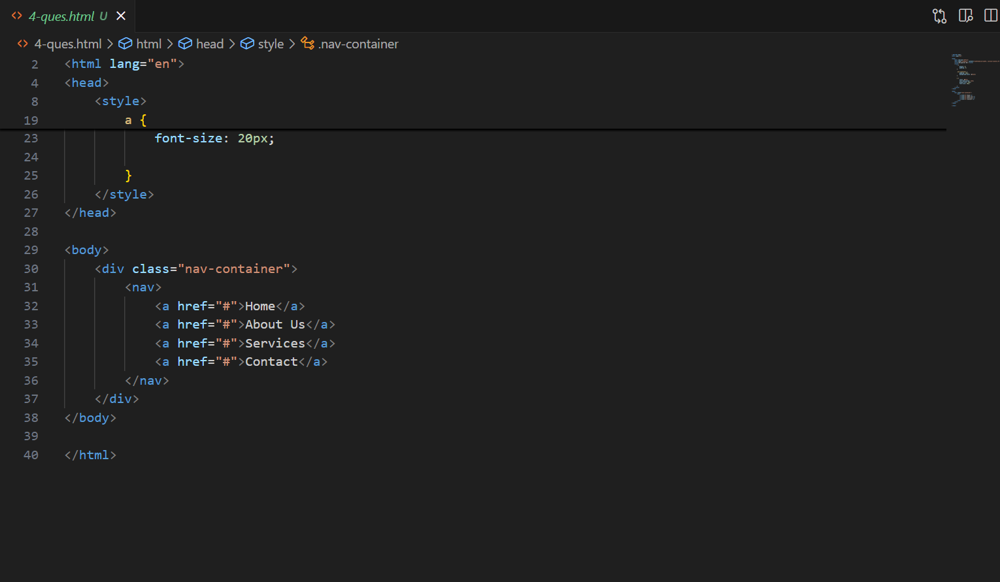 4-ques.html U
4-ques.html > html > head > style > .nav-container
2 <html lang="en">
4 <head>
8 <style>
19 a {
23 font-size: 20px;
24
25 }
26 </style>
27 </head>
28
29 <body>
30 <div class="nav-container">
31 <nav>
32 <a href="#">Home</a>
33 <a href="#">About Us</a>
34 <a href="#">Services</a>
35 <a href="#">Contact</a>
36 </nav>
37 </div>
38 </body>
39
40 </html>